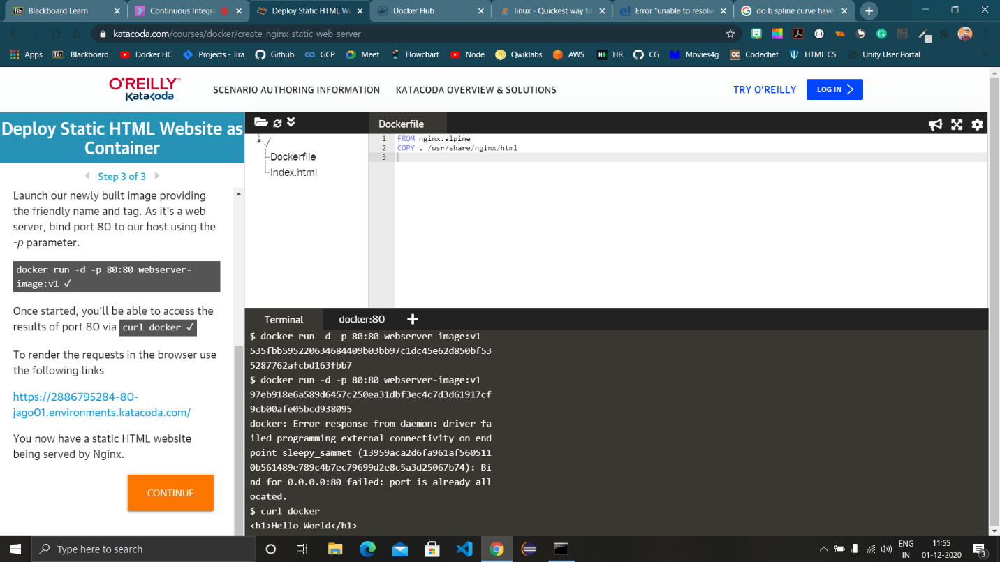 Blackboard Learn
Continuous Integra
Deploy Static HTML We
Docker Hub
linux - Quickest way to
Error "unable to resolve
do b spline curve have
katacoda.com/courses/docker/create-nginx-static-web-server
Apps Blackboard Docker HC Projects - Jira Github GCP Meet Flowchart Node Qwiklabs AWS HR CG Movies4g Codechef HTML CS Unify User Portal
O'REILLY®
Katacoda
SCENARIO AUTHORING INFORMATION
KATACODA OVERVIEW & SOLUTIONS
TRY O'REILLY
LOG IN
Deploy Static HTML Website as
Container
Step 3 of 3
Launch our newly built image providing
the friendly name and tag. As it's a web
server, bind port 80 to our host using the
-p parameter.
docker run -d -p 80:80 webserver-
image:v1 ✓
Once started, you'll be able to access the
results of port 80 via curl docker ✓
To render the requests in the browser use
the following links
https://2886795284-80-
jago01.environments.katacoda.com/
You now have a static HTML website
being served by Nginx.
CONTINUE
./
Dockerfile
index.html
Dockerfile
1 FROM nginx:alpine
2 COPY . /usr/share/nginx/html
3
Terminal
docker:80
$ docker run -d -p 80:80 webserver-image:v1
535fbb595220634684409b03bb97c1dc45e62d850bf53
5287762afcbd163fbb7
$ docker run -d -p 80:80 webserver-image:v1
97eb918e6a589d6457c250ea31dbf3ec4c7d3d61917cf
9cb00afe05bcd938095
docker: Error response from daemon: driver fa
iled programming external connectivity on end
point sleepy_sammet (13959aca2d6fa961af560511
0b561489e789c4b7ec79699d2e8c5a3d25067b74): Bi
nd for 0.0.0.0:80 failed: port is already all
ocated.
$ curl docker
<h1>Hello World</h1>
Type here to search
ENG
IN
11:55
01-12-2020
3